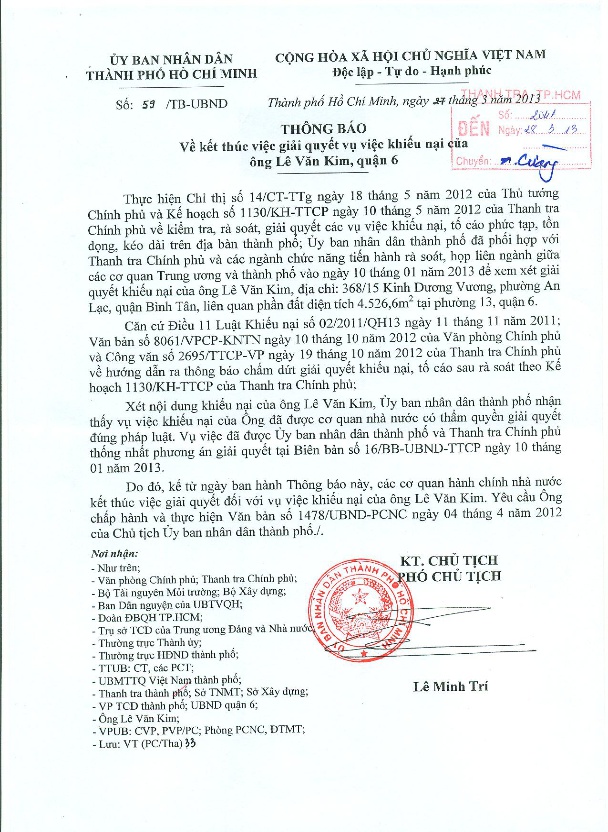 ỦY BAN NHÂN DÂN
THÀNH PHỐ HỒ CHÍ MINH
CỘNG HÒA XÃ HỘI CHỦ NGHĨA VIỆT NAM
Độc lập - Tự do - Hạnh phúc
Số: 59 /TB-UBND
Thành phố Hồ Chí Minh, ngày 27 tháng 3 năm 2013
THANH TRA TP.HCM
ĐẾN
Số: 2041
Ngày: 28 3 13
Chuyển:
THÔNG BÁO
Về kết thúc việc giải quyết vụ việc khiếu nại của
ông Lê Văn Kim, quận 6
Thực hiện Chỉ thị số 14/CT-TTg ngày 18 tháng 5 năm 2012 của Thủ tướng
Chính phủ và Kế hoạch số 1130/KH-TTCP ngày 10 tháng 5 năm 2012 của Thanh tra
Chính phủ về kiểm tra, rà soát, giải quyết các vụ việc khiếu nại, tố cáo phức tạp, tồn
đọng, kéo dài trên địa bàn thành phố; Ủy ban nhân dân thành phố đã phối hợp với
Thanh tra Chính phủ và các ngành chức năng tiến hành rà soát, họp liên ngành giữa
các cơ quan Trung ương và thành phố vào ngày 10 tháng 01 năm 2013 để xem xét giải
quyết khiếu nại của ông Lê Văn Kim, địa chỉ: 368/15 Kinh Dương Vương, phường An
Lạc, quận Bình Tân, liên quan phần đất diện tích 4.526,6m² tại phường 13, quận 6.
Căn cứ Điều 11 Luật Khiếu nại số 02/2011/QH13 ngày 11 tháng 11 năm 2011;
Văn bản số 8061/VPCP-KNTN ngày 10 tháng 10 năm 2012 của Văn phòng Chính phủ
và Công văn số 2695/TTCP-VP ngày 19 tháng 10 năm 2012 của Thanh tra Chính phủ
về hướng dẫn ra thông báo chấm dứt giải quyết khiếu nại, tố cáo sau rà soát theo Kế
hoạch 1130/KH-TTCP của Thanh tra Chính phủ;
Xét nội dung khiếu nại của ông Lê Văn Kim, Ủy ban nhân dân thành phố nhận
thấy vụ việc khiếu nại của Ông đã được cơ quan nhà nước có thẩm quyền giải quyết
đúng pháp luật. Vụ việc đã được Ủy ban nhân dân thành phố và Thanh tra Chính phủ
thống nhất phương án giải quyết tại Biên bản số 16/BB-UBND-TTCP ngày 10 tháng
01 năm 2013.
Do đó, kể từ ngày ban hành Thông báo này, các cơ quan hành chính nhà nước
kết thúc việc giải quyết đối với vụ việc khiếu nại của ông Lê Văn Kim. Yêu cầu Ông
chấp hành và thực hiện Văn bản số 1478/UBND-PCNC ngày 04 tháng 4 năm 2012
của Chủ tịch Ủy ban nhân dân thành phố./.
Nơi nhận:
- Như trên;
- Văn phòng Chính phủ; Thanh tra Chính phủ;
- Bộ Tài nguyên Môi trường; Bộ Xây dựng;
- Ban Dân nguyện của UBTVQH;
- Đoàn ĐBQH TP.HCM;
- Trụ sở TCD của Trung ương Đảng và Nhà nước;
- Thường trực Thành ủy;
- Thường trực HĐND thành phố;
- TTUB: CT, các PCT;
- UBMTTQ Việt Nam thành phố;
- Thanh tra thành phố; Sở TNMT; Sở Xây dựng;
- VP TCD thành phố; UBND quận 6;
- Ông Lê Văn Kim;
- VPUB: CVP, PVP/PC; Phòng PCNC, ĐTMT;
- Lưu: VT (PC/Tha) 33
KT. CHỦ TỊCH
PHÓ CHỦ TỊCH
ỦY BAN NHÂN DÂN THÀNH PHỐ HỒ CHÍ MINH
Lê Minh Trí